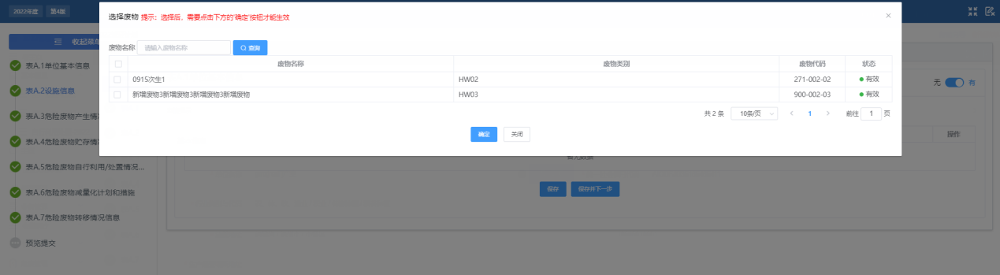 2022年度 第4版
选择废物 提示：选择后，需要点击下方的'确定'按钮才能生效
废物名称 请输入废物名称 查询
废物名称 废物类别 废物代码 状态
0915次生1 HW02 271-002-02 有效
新增废物3新增废物3新增废物3新增废物 HW03 900-002-03 有效
共 2 条 10条/页 1 前往 1 页
确定 关闭
收起菜单
表A.1单位基本信息
表A.2设施信息
表A.3危险废物产生情
表A.4危险废物贮存情
表A.5危险废物自行利用/处置情况...
表A.6危险废物减量化计划和措施
表A.7危险废物转移情况信息
预览提交
无 有
操作
暂无数据
保存 保存并下一步